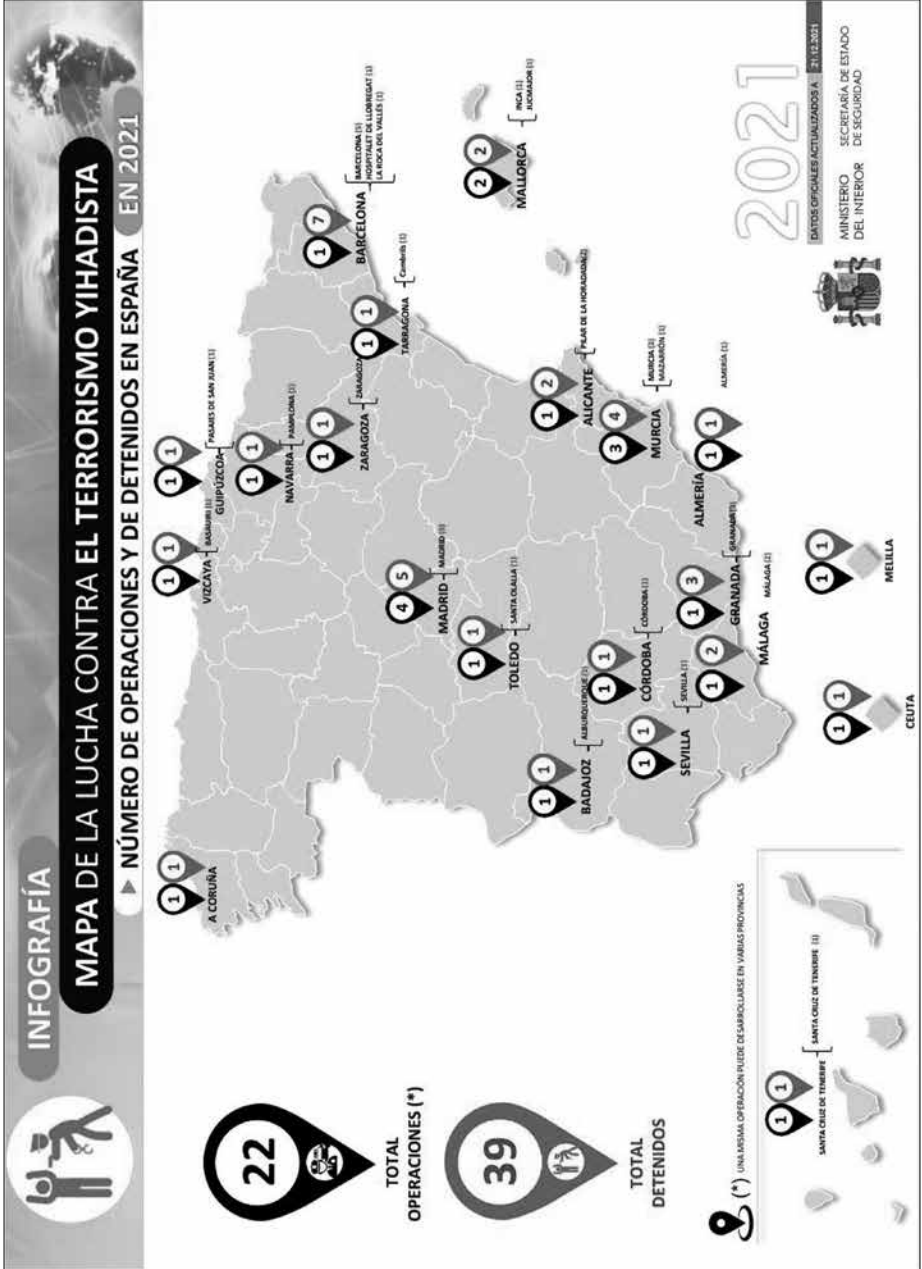 INFOGRAFÍA
MAPA DE LA LUCHA CONTRA EL TERRORISMO YIHADISTA
NÚMERO DE OPERACIONES Y DE DETENIDOS EN ESPAÑA EN 2021
22
TOTAL
OPERACIONES (*)
39
TOTAL
DETENIDOS
(*) UNA MISMA OPERACIÓN PUEDE DESARROLLARSE EN VARIAS PROVINCIAS
1 1
A CORUÑA
1 1
VIZCAYA
BASAURI (1)
1 1
GUIPÚZCOA
PASAJES DE SAN JUAN (1)
1 1
NAVARRA
PAMPLONA (1)
1 1
ZARAGOZA
ZARAGOZA
1 7
BARCELONA
BARCELONA (5)
HOSPITALET DE LLOBREGAT (1)
LA ROCA DEL VALLÉS (1)
1 1
TARRAGONA
Cambrils (1)
4 5
MADRID
MADRID (5)
1 1
TOLEDO
SANTA OLALLA (1)
2 2
MALLORCA
INCA (1)
1 2
ALICANTE
PILAR DE LA HORADADA(2)
3 4
MURCIA
MURCIA (3)
MAZARRÓN (1)
1 1
ALMERÍA
ALMERÍA (1)
1 1
BADAJOZ
ALBURQUERQUE (1)
1 1
CÓRDOBA
CÓRDOBA (1)
1 1
SEVILLA
SEVILLA (1)
1 3
GRANADA
GRANADA (3)
1 2
MÁLAGA
MÁLAGA (2)
1 1
CEUTA
1 1
MELILLA
1 1
SANTA CRUZ DE TENERIFE
SANTA CRUZ DE TENERIFE (1)
2021
DATOS OFICIALES ACTUALIZADOS A 21.12.2021
MINISTERIO
DEL INTERIOR
SECRETARÍA DE ESTADO
DE SEGURIDAD